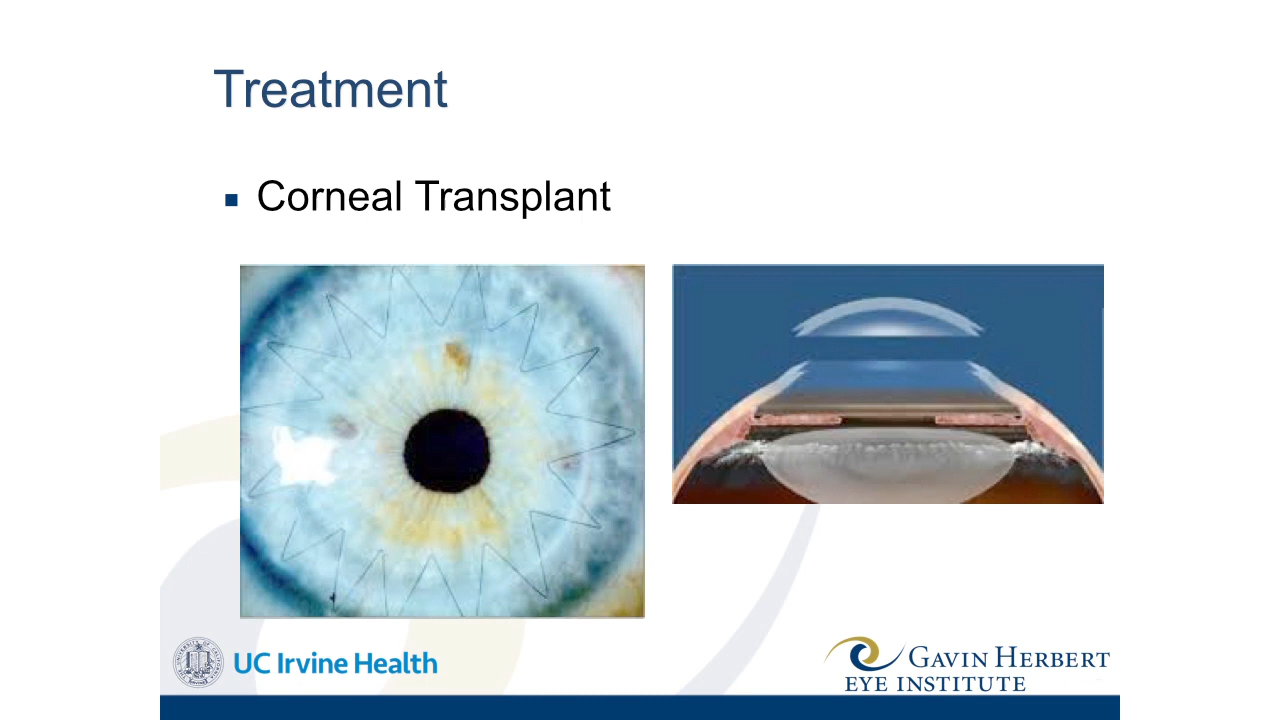 Treatment
Corneal Transplant
UC Irvine Health
GAVIN HERBERT
EYE INSTITUTE